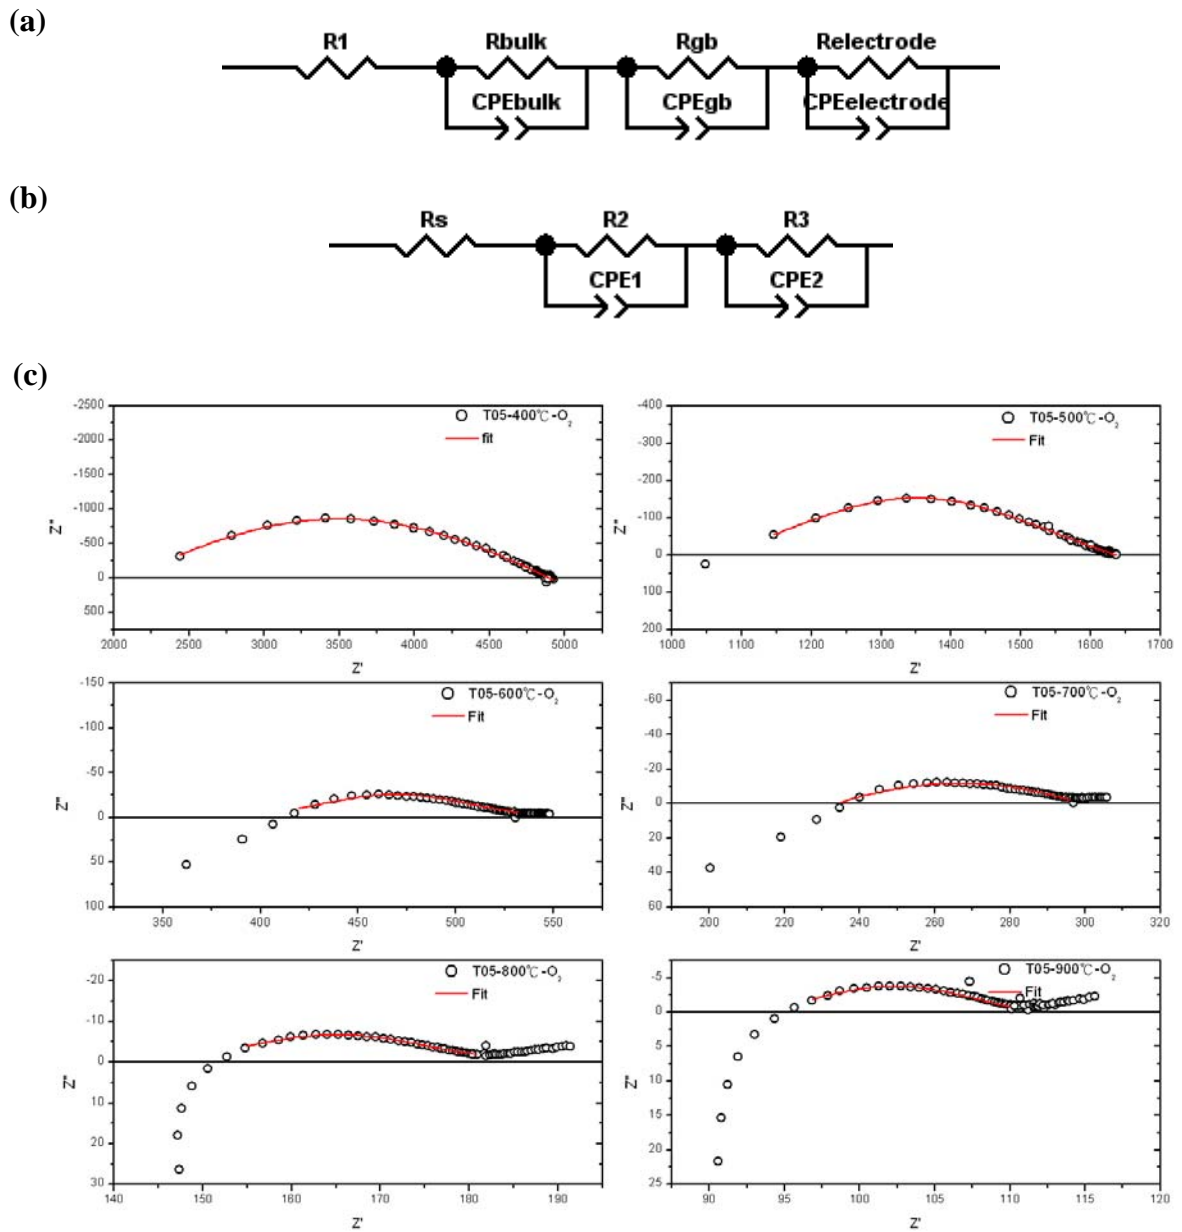 (a)
R1 Rbulk Rgb Relectrode
CPEbulk CPEgb CPEelectrode
(b)
Rs R2 R3
CPE1 CPE2
(c)
-2500
-2000
-1500
-1000
-500
0
500
Z"
T05-400℃-O2
fit
2000 2500 3000 3500 4000 4500 5000
Z'
-400
-300
-200
-100
0
100
200
Z"
T05-500℃-O2
Fit
1000 1100 1200 1300 1400 1500 1600 1700
Z'
-150
-100
-50
0
50
100
Z"
T05-600℃-O2
Fit
350 400 450 500 550
Z'
-60
-40
-20
0
20
40
60
Z"
T05-700℃-O2
Fit
200 220 240 260 280 300 320
Z'
-20
-10
0
10
20
30
Z"
T05-800℃-O2
Fit
140 150 160 170 180 190
Z'
-5
0
5
10
15
20
25
Z"
T05-900℃-O2
Fit
90 95 100 105 110 115 120
Z'